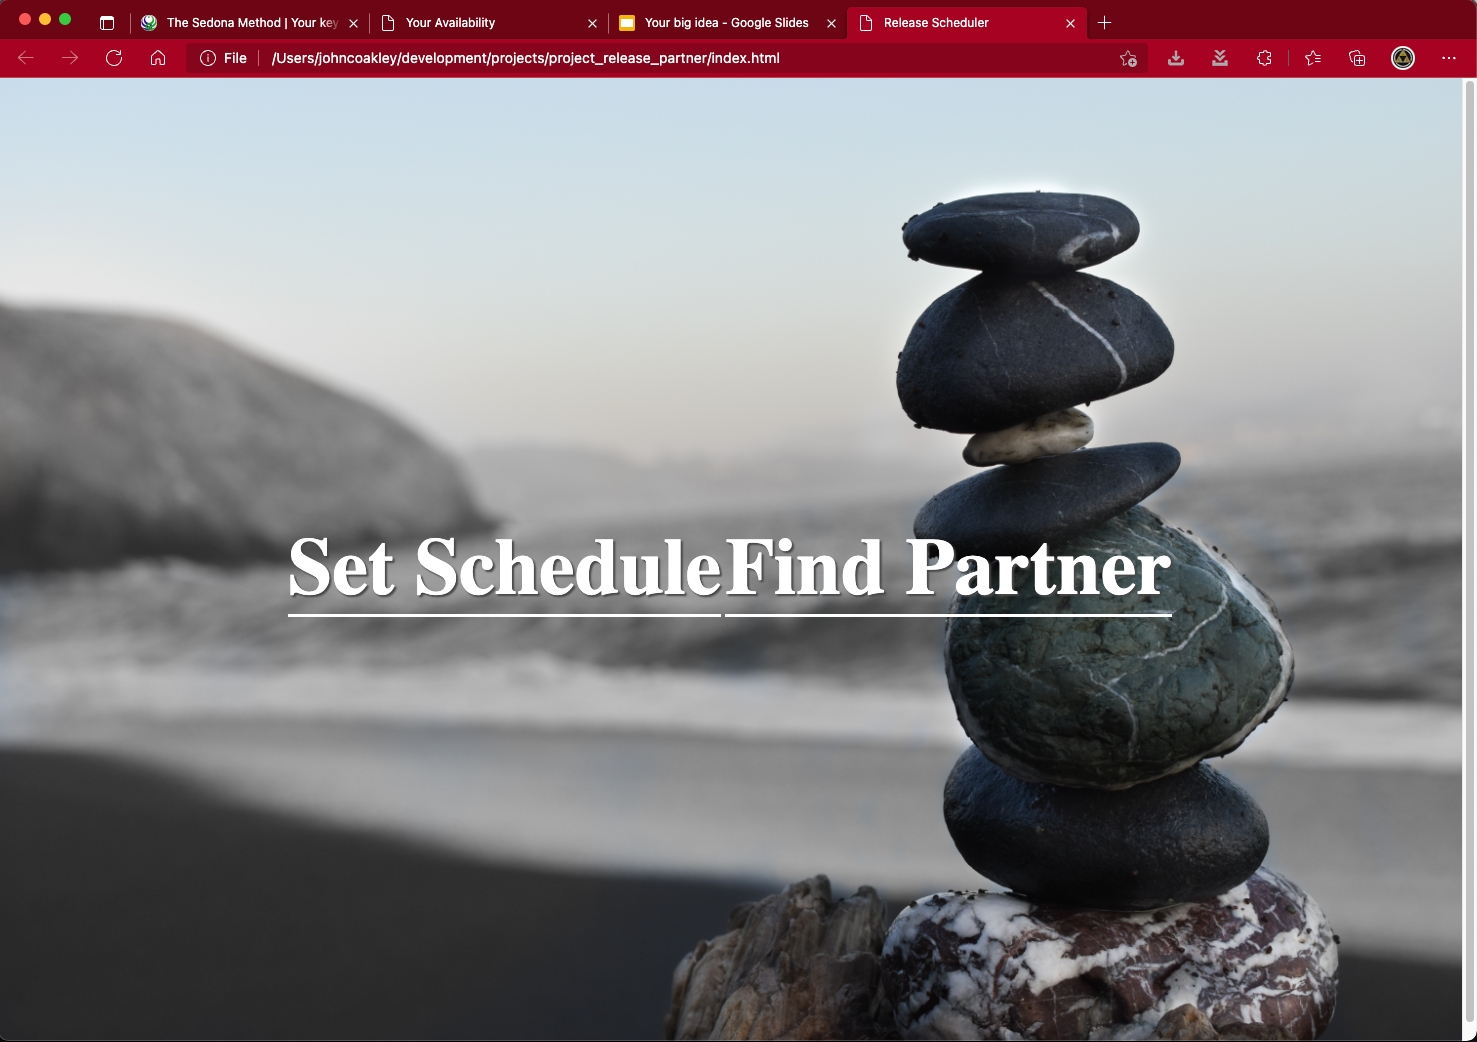 The Sedona Method | Your key
Your Availability
Your big idea - Google Slides
Release Scheduler
File
/Users/johncoakley/development/projects/project_release_partner/index.html
Set Schedule Find Partner